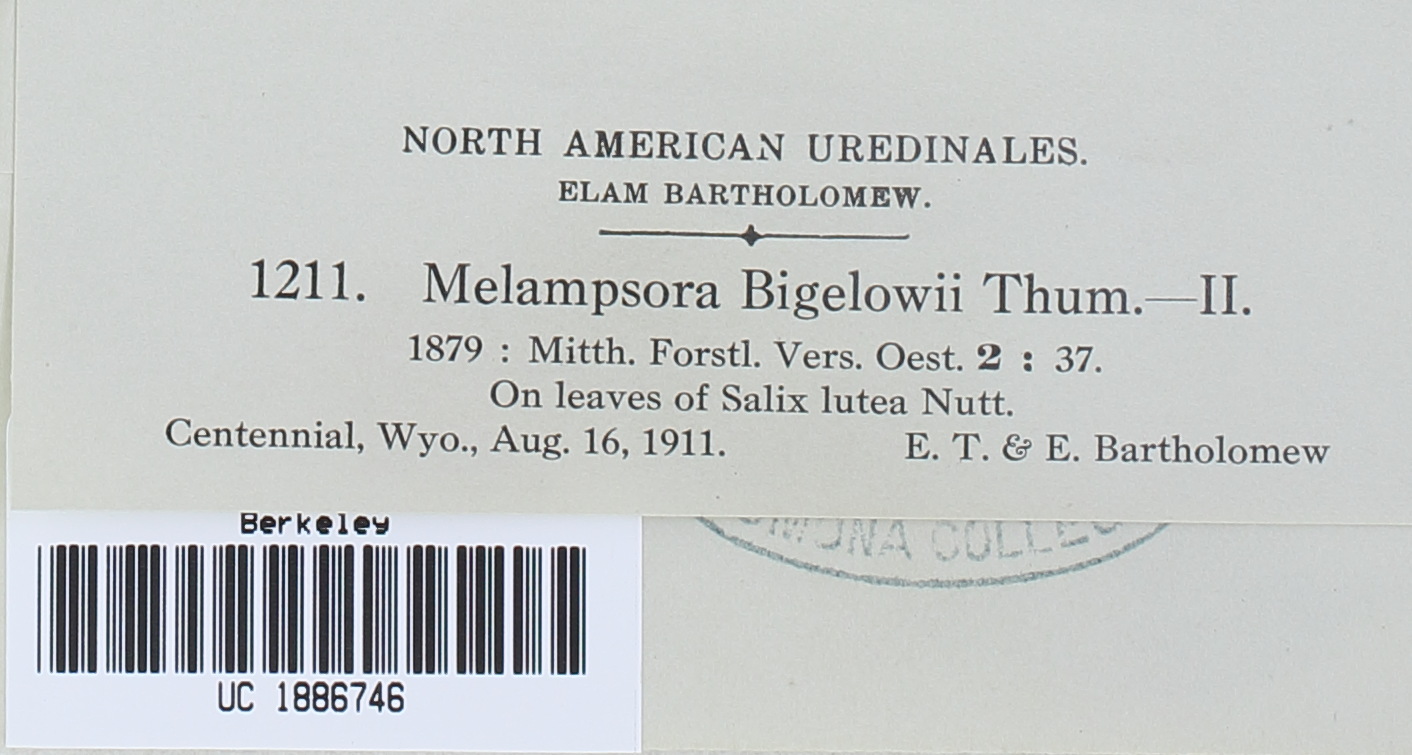 NORTH AMERICAN UREDINALES.
ELAM BARTHOLOMEW.
1211. Melampsora Bigelowii Thum.—II.
1879 : Mitth. Forstl. Vers. Oest. 2 : 37.
On leaves of Salix lutea Nutt.
Centennial, Wyo., Aug. 16, 1911. E. T. & E. Bartholomew
Berkeley
UC 1886746